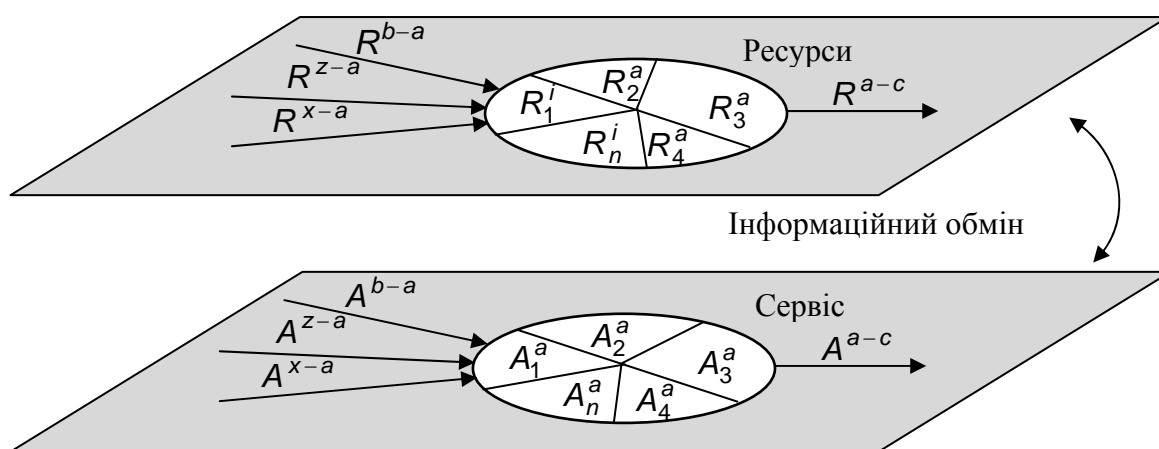 R^{b-a}
Ресурси
R^{z-a}
R^{x-a}
R_1^i
R_2^a
R_3^a
R_n^i
R_4^a
R^{a-c}
Інформаційний обмін
A^{b-a}
Сервіс
A^{z-a}
A^{x-a}
A_1^a
A_2^a
A_3^a
A_n^a
A_4^a
A^{a-c}